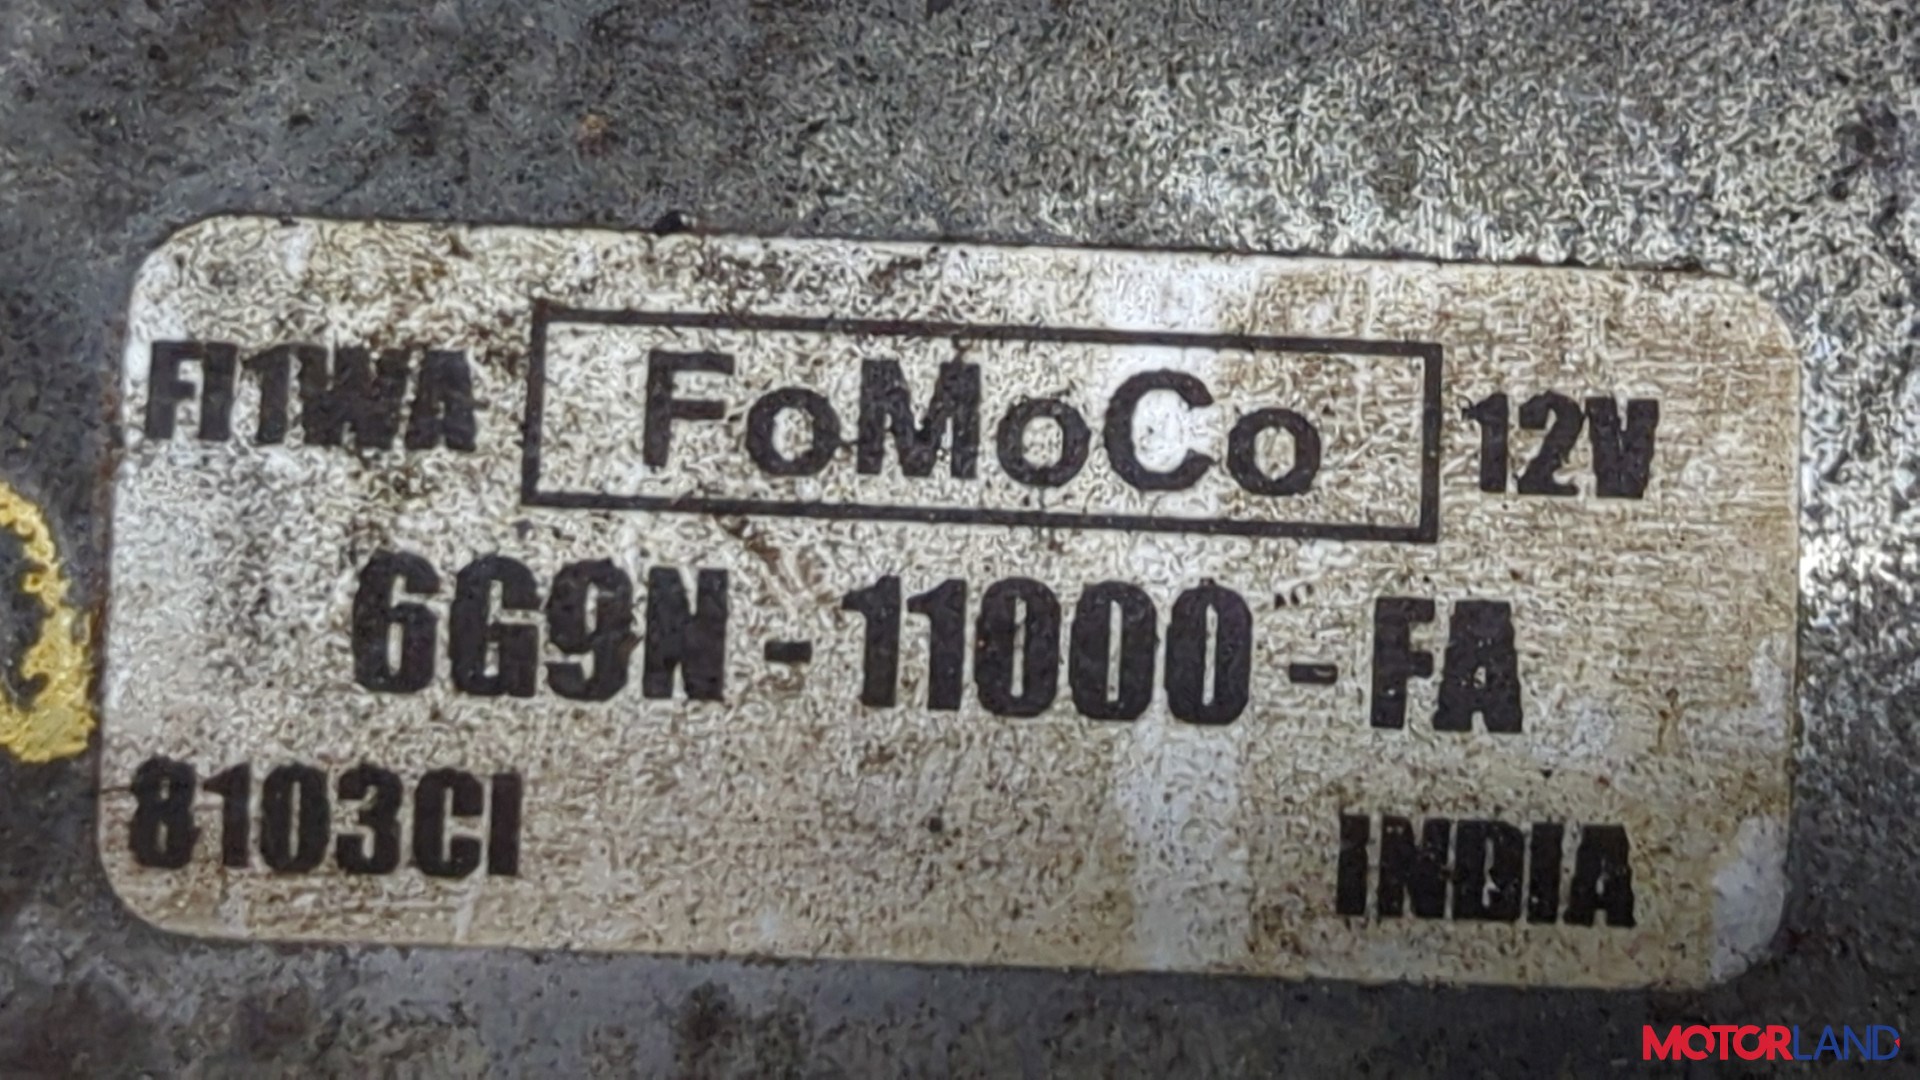 FI1WA FoMoCo 12V
6G9N - 11000 - FA
8103CI INDIA
MOTORLAND